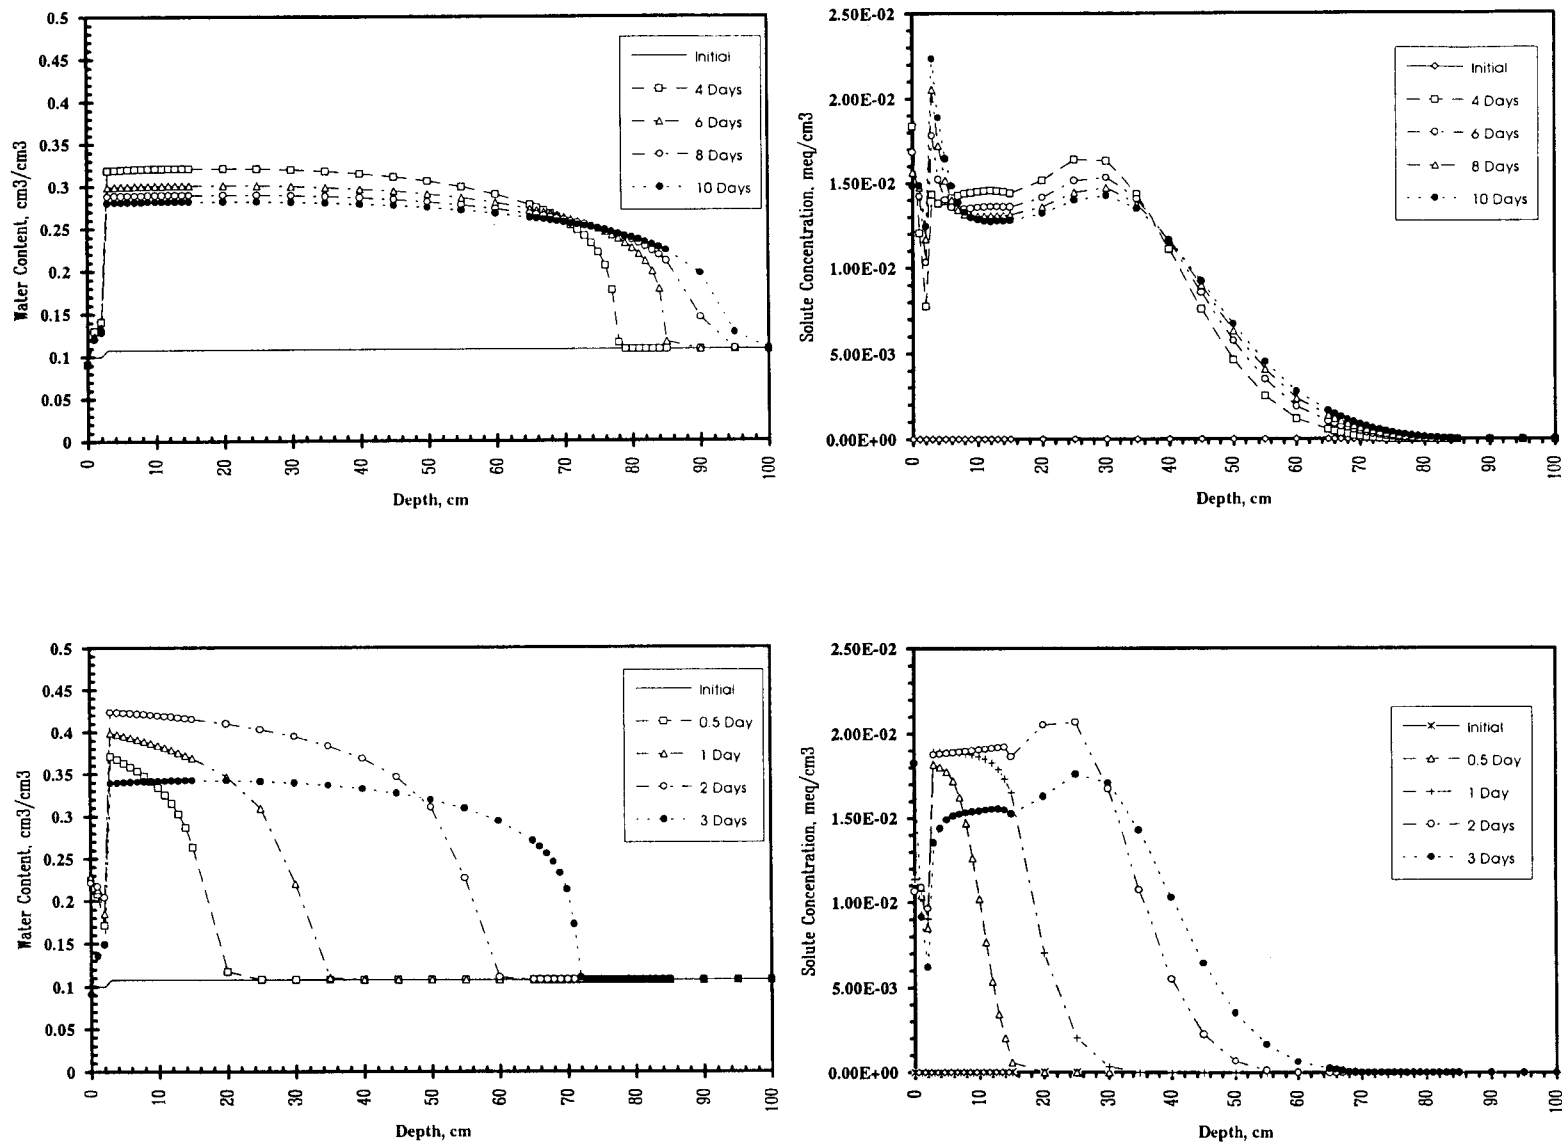 0.5
0.45
0.4
0.35
0.3
0.25
0.2
0.15
0.1
0.05
0
Water Content, cm3/cm3
0 10 20 30 40 50 60 70 80 90 100
Depth, cm
Initial
4 Days
6 Days
8 Days
10 Days
2.50E-02
2.00E-02
1.50E-02
1.00E-02
5.00E-03
0.00E+00
Solute Concentration, meq/cm3
0 10 20 30 40 50 60 70 80 90 100
Depth, cm
Initial
4 Days
6 Days
8 Days
10 Days
0.5
0.45
0.4
0.35
0.3
0.25
0.2
0.15
0.1
0.05
0
Water Content, cm3/cm3
0 10 20 30 40 50 60 70 80 90 100
Depth, cm
Initial
0.5 Day
1 Day
2 Days
3 Days
2.50E-02
2.00E-02
1.50E-02
1.00E-02
5.00E-03
0.00E+00
Solute Concentration, meq/cm3
0 10 20 30 40 50 60 70 80 90 100
Depth, cm
Initial
0.5 Day
1 Day
2 Days
3 Days